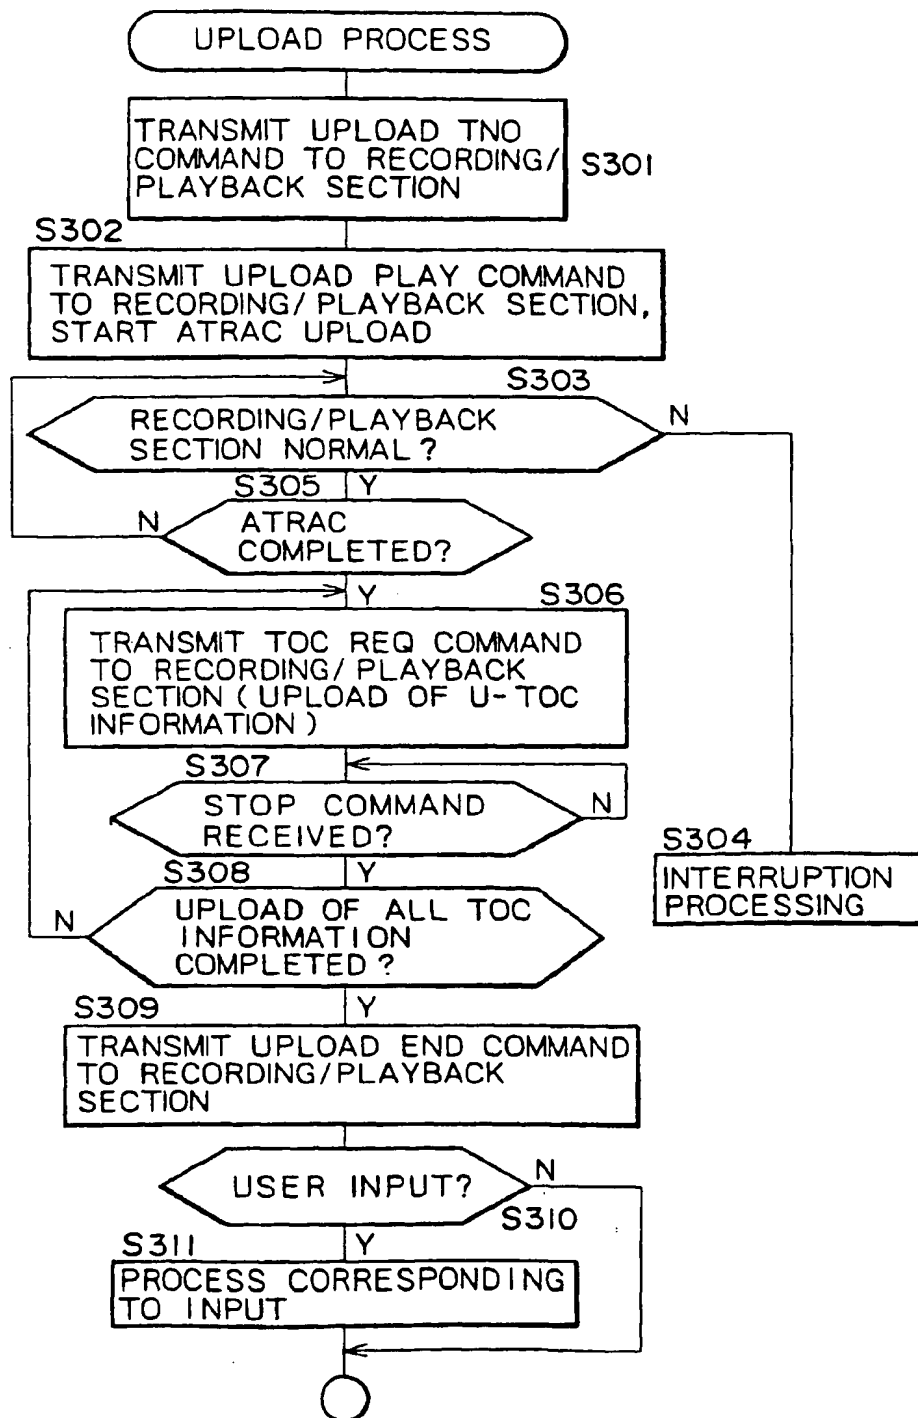 UPLOAD PROCESS
TRANSMIT UPLOAD TNO
COMMAND TO RECORDING/
PLAYBACK SECTION
S301
S302
TRANSMIT UPLOAD PLAY COMMAND
TO RECORDING/PLAYBACK SECTION,
START ATRAC UPLOAD
S303
RECORDING/PLAYBACK
SECTION NORMAL?
N
Y
S305
ATRAC
COMPLETED?
N
Y
S306
TRANSMIT TOC REQ COMMAND
TO RECORDING/PLAYBACK
SECTION (UPLOAD OF U-TOC
INFORMATION)
S307
STOP COMMAND
RECEIVED?
N
Y
S304
INTERRUPTION
PROCESSING
S308
UPLOAD OF ALL TOC
INFORMATION
COMPLETED?
N
Y
S309
TRANSMIT UPLOAD END COMMAND
TO RECORDING/PLAYBACK
SECTION
USER INPUT?
N
S310
Y
S311
PROCESS CORRESPONDING
TO INPUT